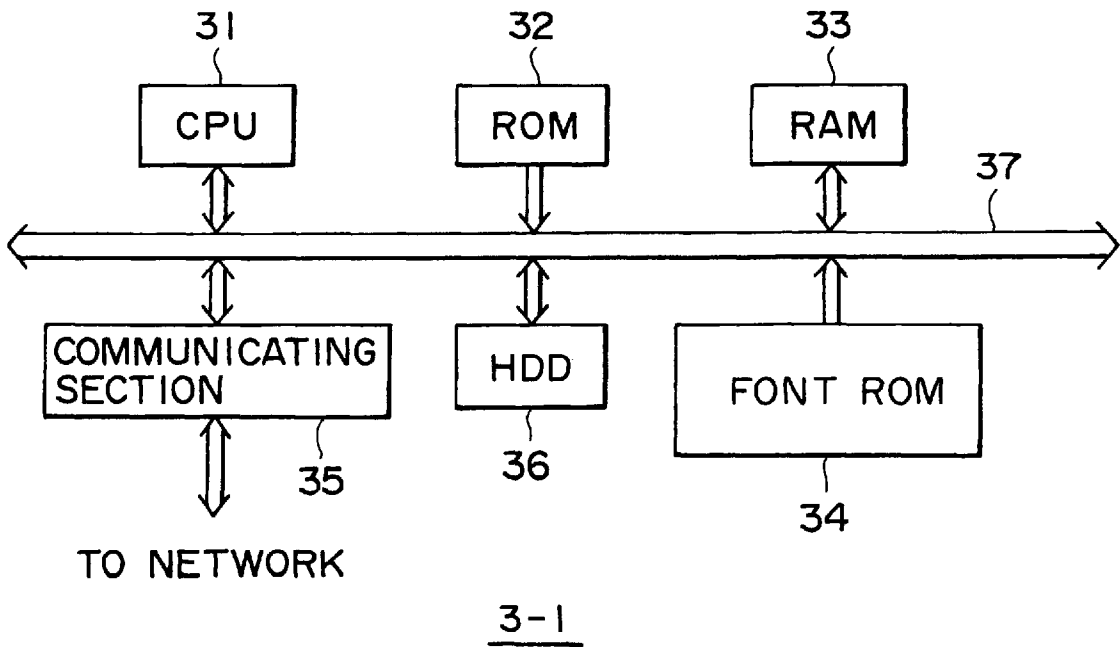 31
32
33
CPU
ROM
RAM
37
COMMUNICATING
SECTION
HDD
FONT ROM
35
36
34
TO NETWORK
3-1